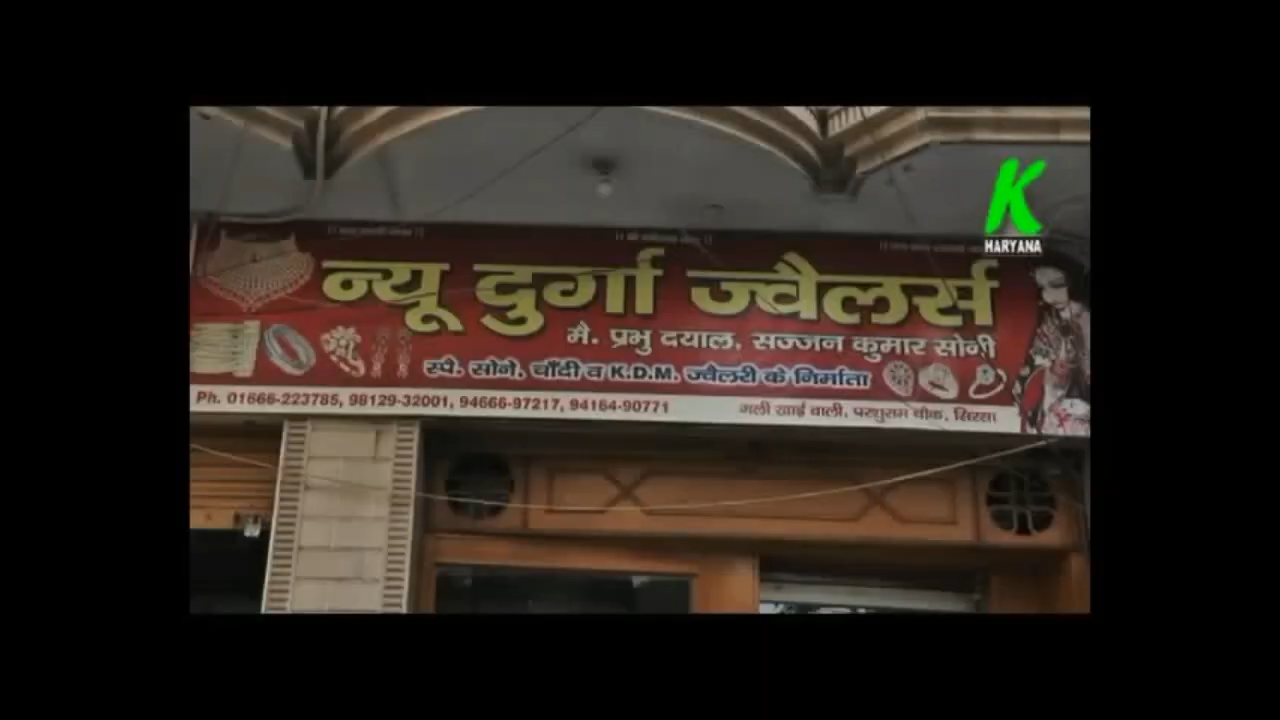 K
HARYANA
न्यू दुर्गा ज्वैलर्स
मै. प्रभु दयाल, सज्जन कुमार सोनी
स्पै. सोने, चाँदी व K.D.M. ज्वैलरी के निर्माता
Ph. 01666-223785, 98129-32001, 94666-97217, 94164-90771
गली खाई वाली, परशुराम चौक, सिरसा